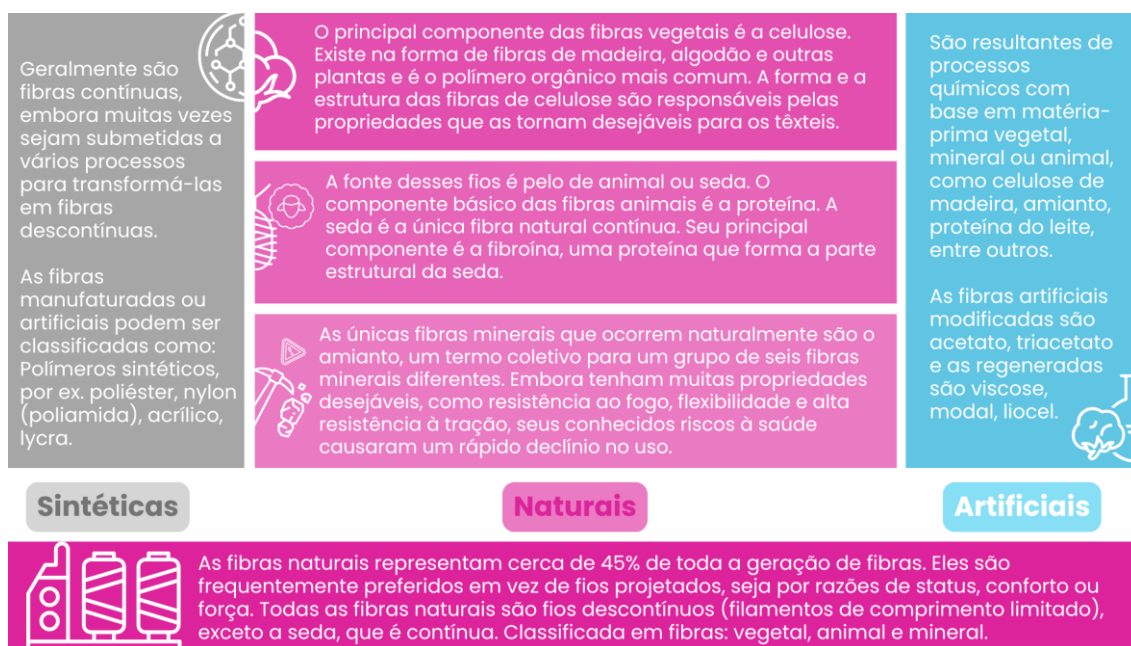 Geralmente são
fibras contínuas,
embora muitas vezes
sejam submetidas a
vários processos
para transformá-las
em fibras
descontínuas.
As fibras
manufaturadas ou
artificiais podem ser
classificadas como:
Polímeros sintéticos,
por ex. poliéster, nylon
(poliamida), acrílico,
lycra.
O principal componente das fibras vegetais é a celulose.
Existe na forma de fibras de madeira, algodão e outras
plantas e é o polímero orgânico mais comum. A forma e a
estrutura das fibras de celulose são responsáveis pelas
propriedades que as tornam desejáveis para os têxteis.
A fonte desses fios é pelo de animal ou seda. O
componente básico das fibras animais é a proteína. A
seda é a única fibra natural contínua. Seu principal
componente é a fibroína, uma proteína que forma a parte
estrutural da seda.
As únicas fibras minerais que ocorrem naturalmente são o
amianto, um termo coletivo para um grupo de seis fibras
minerais diferentes. Embora tenham muitas propriedades
desejáveis, como resistência ao fogo, flexibilidade e alta
resistência à tração, seus conhecidos riscos à saúde
causaram um rápido declínio no uso.
São resultantes de
processos
químicos com
base em matéria-
prima vegetal,
mineral ou animal,
como celulose de
madeira, amianto,
proteína do leite,
entre outros.
As fibras artificiais
modificadas são
acetato, triacetato
e as regeneradas
são viscose,
modal, liocel.
Sintéticas
Naturais
Artificiais
As fibras naturais representam cerca de 45% de toda a geração de fibras. Eles são
frequentemente preferidos em vez de fios projetados, seja por razões de status, conforto ou
força. Todas as fibras naturais são fios descontínuos (filamentos de comprimento limitado),
exceto a seda, que é contínua. Classificada em fibras: vegetal, animal e mineral.